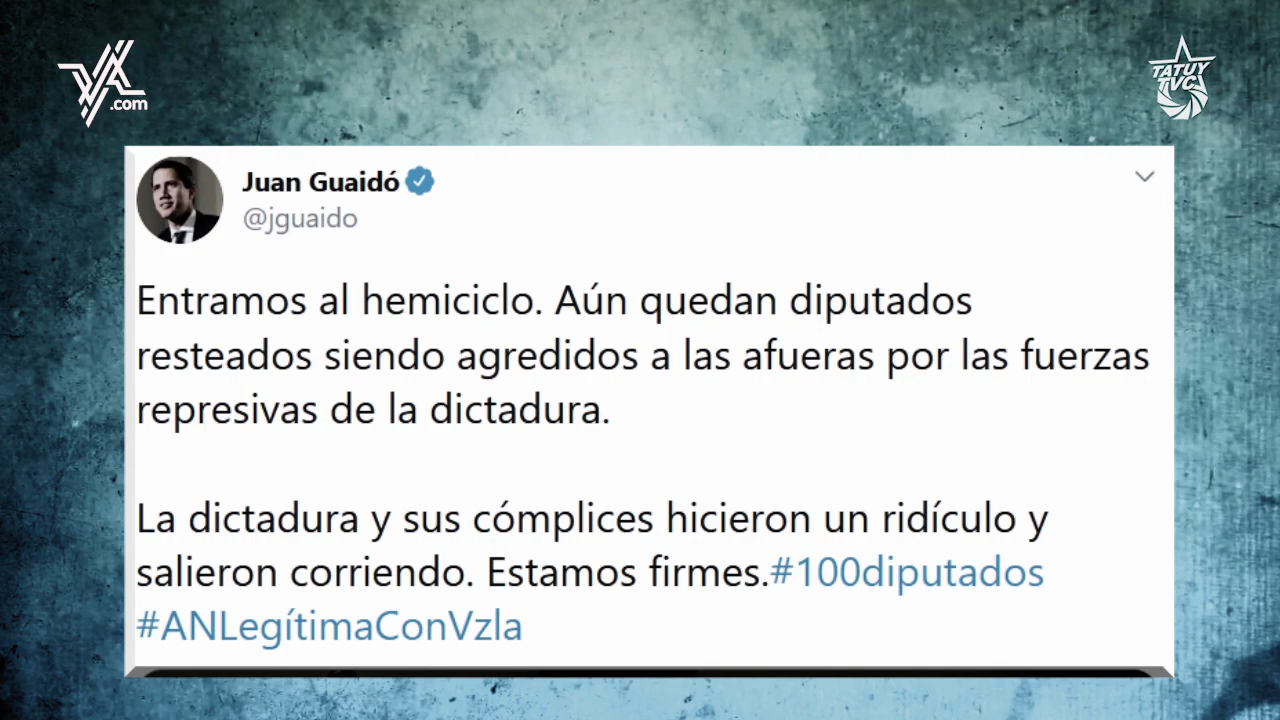 .com
TATUY
TVC
Juan Guaidó
@jguaido
Entramos al hemiciclo. Aún quedan diputados
resteados siendo agredidos a las afueras por las fuerzas
represivas de la dictadura.
La dictadura y sus cómplices hicieron un ridículo y
salieron corriendo. Estamos firmes.#100diputados
#ANLegítimaConVzla